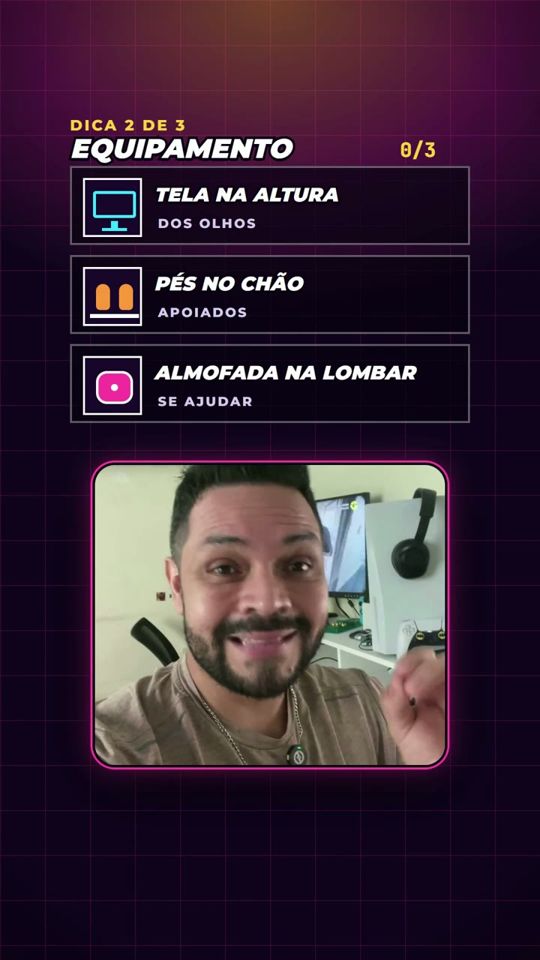 DICA 2 DE 3
EQUIPAMENTO
0/3
TELA NA ALTURA
DOS OLHOS
PÉS NO CHÃO
APOIADOS
ALMOFADA NA LOMBAR
SE AJUDAR